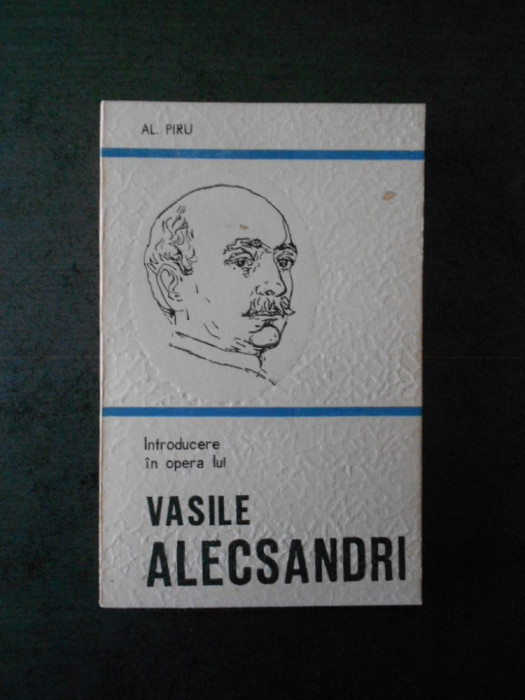 AL. PIRU
Introducere
în opera lui
VASILE
ALECSANDRI